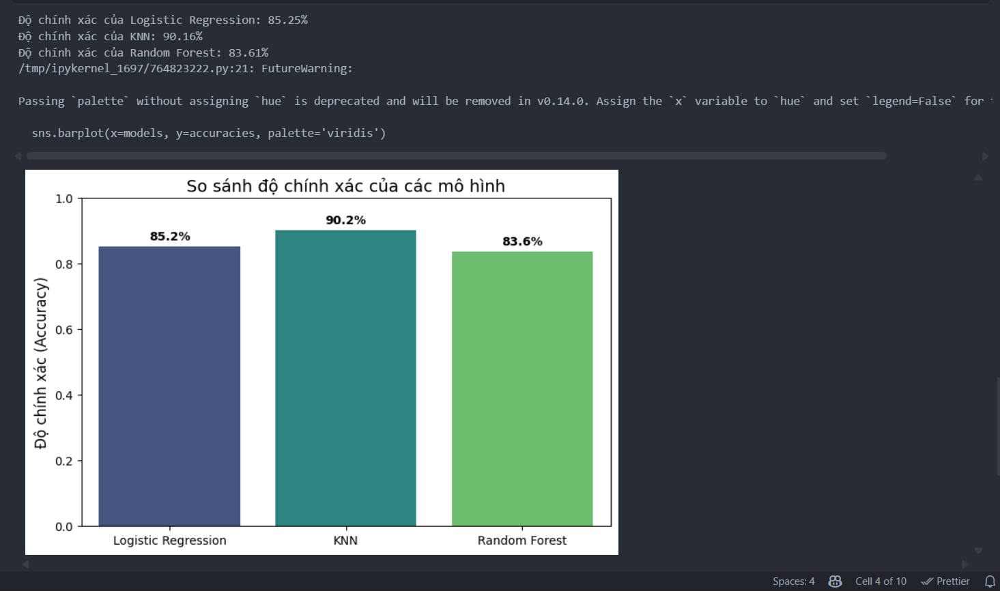 Độ chính xác của Logistic Regression: 85.25%
Độ chính xác của KNN: 90.16%
Độ chính xác của Random Forest: 83.61%
/tmp/ipykernel_1697/764823222.py:21: FutureWarning:
Passing `palette` without assigning `hue` is deprecated and will be removed in v0.14.0. Assign the `x` variable to `hue` and set `legend=False` for
sns.barplot(x=models, y=accuracies, palette='viridis')
So sánh độ chính xác của các mô hình
1.0
90.2%
85.2%
83.6%
0.8
0.6
0.4
0.2
0.0
Độ chính xác (Accuracy)
Logistic Regression KNN Random Forest
Spaces: 4 Cell 4 of 10 Prettier